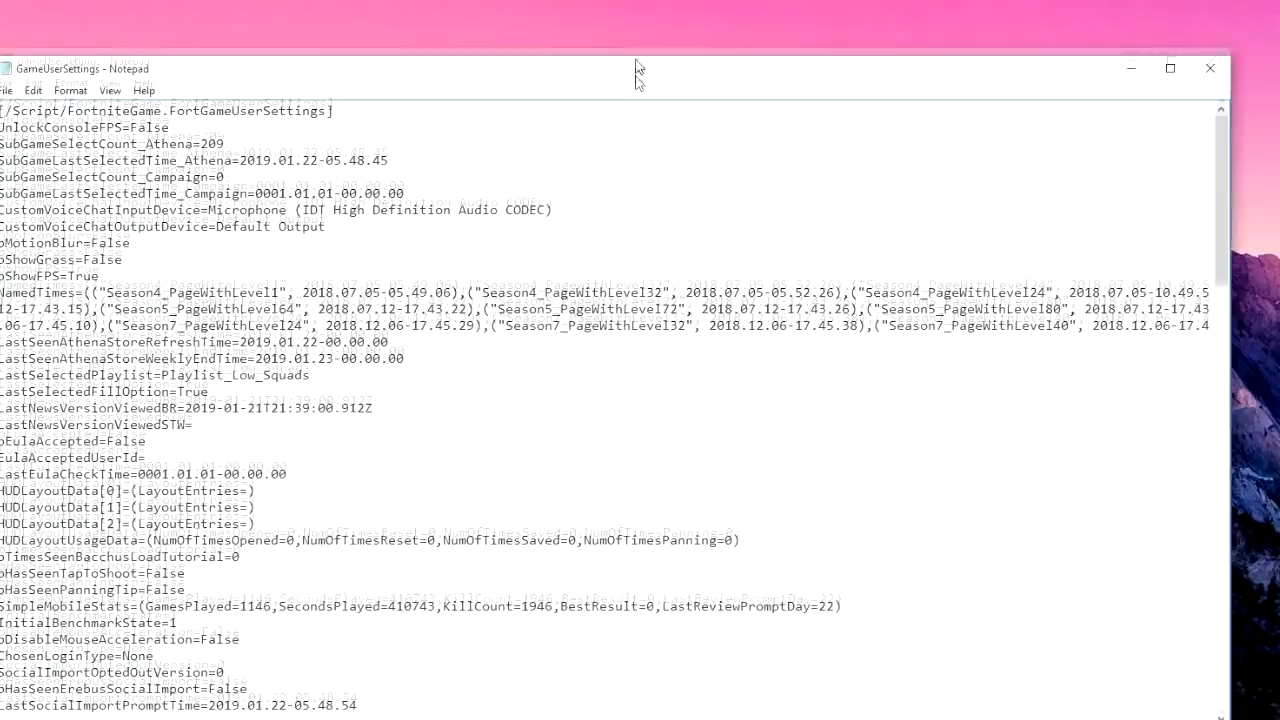 GameUserSettings - Notepad
File Edit Format View Help
[/Script/FortniteGame.FortGameUserSettings]
UnlockConsoleFPS=False
SubGameSelectCount_Athena=209
SubGameLastSelectedTime_Athena=2019.01.22-05.48.45
SubGameSelectCount_Campaign=0
SubGameLastSelectedTime_Campaign=0001.01.01-00.00.00
CustomVoiceChatInputDevice=Microphone (IDT High Definition Audio CODEC)
CustomVoiceChatOutputDevice=Default Output
bMotionBlur=False
bShowGrass=False
bShowFPS=True
NamedTimes=(("Season4_PageWithLevel1", 2018.07.05-05.49.06),("Season4_PageWithLevel32", 2018.07.05-05.52.26),("Season4_PageWithLevel24", 2018.07.05-10.49.5
12-17.43.15),("Season5_PageWithLevel64", 2018.07.12-17.43.22),("Season5_PageWithLevel72", 2018.07.12-17.43.26),("Season5_PageWithLevel80", 2018.07.12-17.43
.06-17.45.10),("Season7_PageWithLevel24", 2018.12.06-17.45.29),("Season7_PageWithLevel32", 2018.12.06-17.45.38),("Season7_PageWithLevel40", 2018.12.06-17.4
LastSeenAthenaStoreRefreshTime=2019.01.22-00.00.00
LastSeenAthenaStoreWeeklyEndTime=2019.01.23-00.00.00
LastSelectedPlaylist=Playlist_Low_Squads
LastSelectedFillOption=True
LastNewsVersionViewedBR=2019-01-21T21:39:00.912Z
LastNewsVersionViewedSTW=
bEulaAccepted=False
EulaAcceptedUserId=
LastEulaCheckTime=0001.01.01-00.00.00
HUDLayoutData[0]=(LayoutEntries=)
HUDLayoutData[1]=(LayoutEntries=)
HUDLayoutData[2]=(LayoutEntries=)
HUDLayoutUsageData=(NumOfTimesOpened=0,NumOfTimesReset=0,NumOfTimesSaved=0,NumOfTimesPanning=0)
bTimesSeenBacchusLoadTutorial=0
bHasSeenTapToShoot=False
bHasSeenPanningTip=False
SimpleMobileStats=(GamesPlayed=1146,SecondsPlayed=410743,KillCount=1946,BestResult=0,LastReviewPromptDay=22)
InitialBenchmarkState=1
bDisableMouseAcceleration=False
ChosenLoginType=None
SocialImportOptedOutVersion=0
bHasSeenErebusSocialImport=False
LastSocialImportPromptTime=2019.01.22-05.48.54